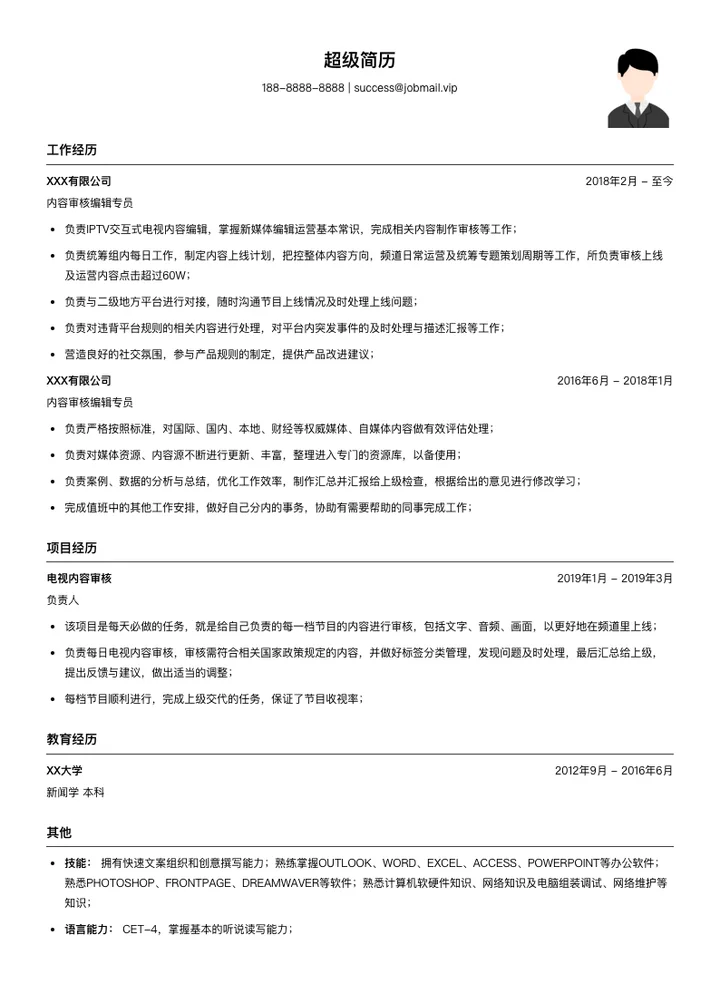 超级简历
188-8888-8888 | success@jobmail.vip
工作经历
XXX有限公司 2018年2月 – 至今
内容审核编辑专员
• 负责IPTV交互式电视内容编辑，掌握新媒体编辑运营基本常识，完成相关内容制作审核等工作；
• 负责统筹组内每日工作，制定内容上线计划，把控整体内容方向，频道日常运营及统筹专题策划周期等工作，所负责审核上线
及运营内容点击超过60W；
• 负责与二级地方平台进行对接，随时沟通节目上线情况及时处理上线问题；
• 负责对违背平台规则的相关内容进行处理，对平台内突发事件的及时处理与描述汇报等工作；
• 营造良好的社交氛围，参与产品规则的制定，提供产品改进建议；
XXX有限公司 2016年6月 – 2018年1月
内容审核编辑专员
• 负责严格按照标准，对国际、国内、本地、财经等权威媒体、自媒体内容做有效评估处理；
• 负责对媒体资源、内容源不断进行更新、丰富，整理进入专门的资源库，以备使用；
• 负责案例、数据的分析与总结，优化工作效率，制作汇总并汇报给上级检查，根据给出的意见进行修改学习；
• 完成值班中的其他工作安排，做好自己分内的事务，协助有需要帮助的同事完成工作；
项目经历
电视内容审核 2019年1月 – 2019年3月
负责人
• 该项目是每天必做的任务，就是给自己负责的每一档节目的内容进行审核，包括文字、音频、画面，以更好地在频道里上线；
• 负责每日电视内容审核，审核需符合相关国家政策规定的内容，并做好标签分类管理，发现问题及时处理，最后汇总给上级，
提出反馈与建议，做出适当的调整；
• 每档节目顺利进行，完成上级交代的任务，保证了节目收视率；
教育经历
XX大学 2012年9月 – 2016年6月
新闻学 本科
其他
• 技能： 拥有快速文案组织和创意撰写能力；熟练掌握OUTLOOK、WORD、EXCEL、ACCESS、POWERPOINT等办公软件；
熟悉PHOTOSHOP、FRONTPAGE、DREAMWAVER等软件；熟悉计算机软硬件知识、网络知识及电脑组装调试、网络维护等
知识；
• 语言能力： CET-4，掌握基本的听说读写能力；